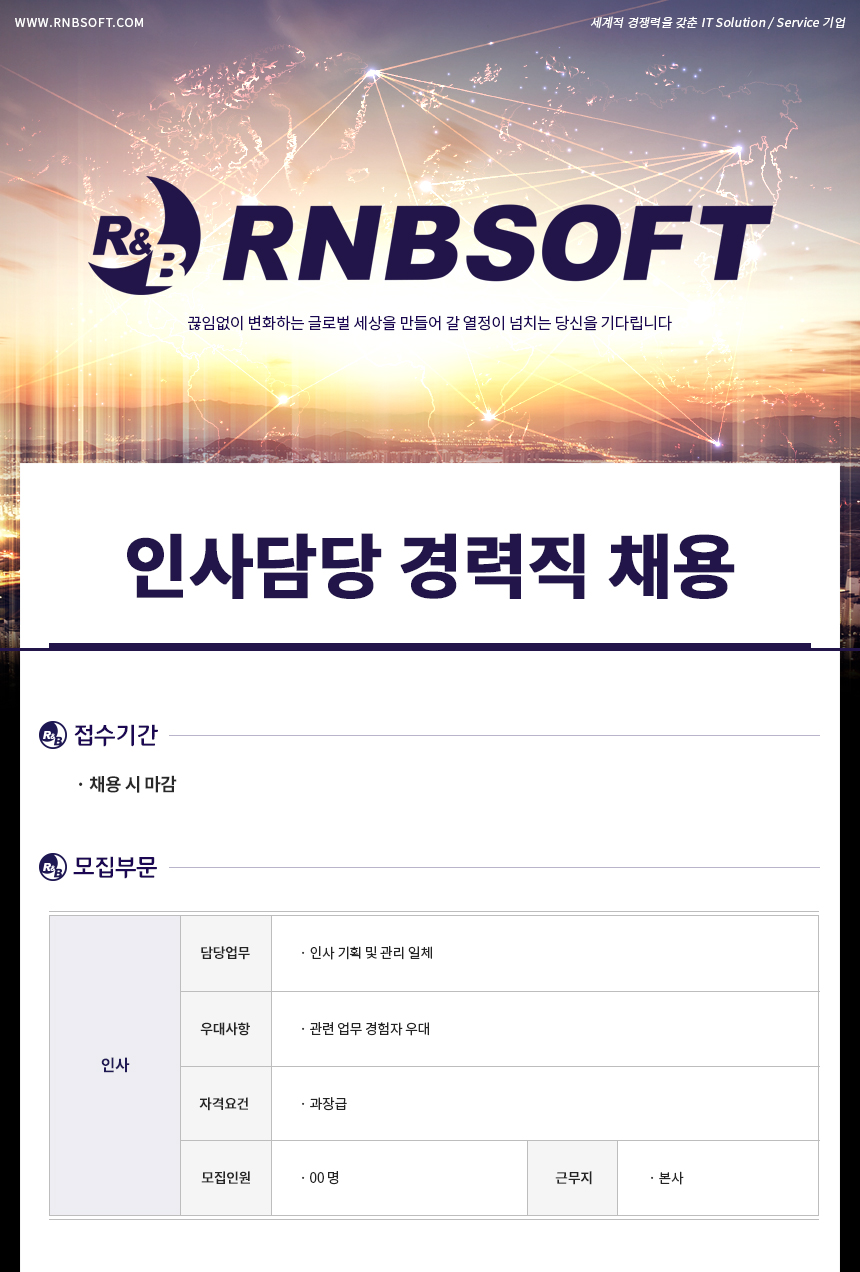 WWW.RNBSOFT.COM
세계적 경쟁력을 갖춘 IT Solution / Service 기업
R&B RNBSOFT
끊임없이 변화하는 글로벌 세상을 만들어 갈 열정이 넘치는 당신을 기다립니다
인사담당 경력직 채용
R&B 접수기간
· 채용 시 마감
R&B 모집부문
인사
담당업무 · 인사 기획 및 관리 일체
우대사항 · 관련 업무 경험자 우대
자격요건 · 과장급
모집인원 · 00 명 근무지 · 본사